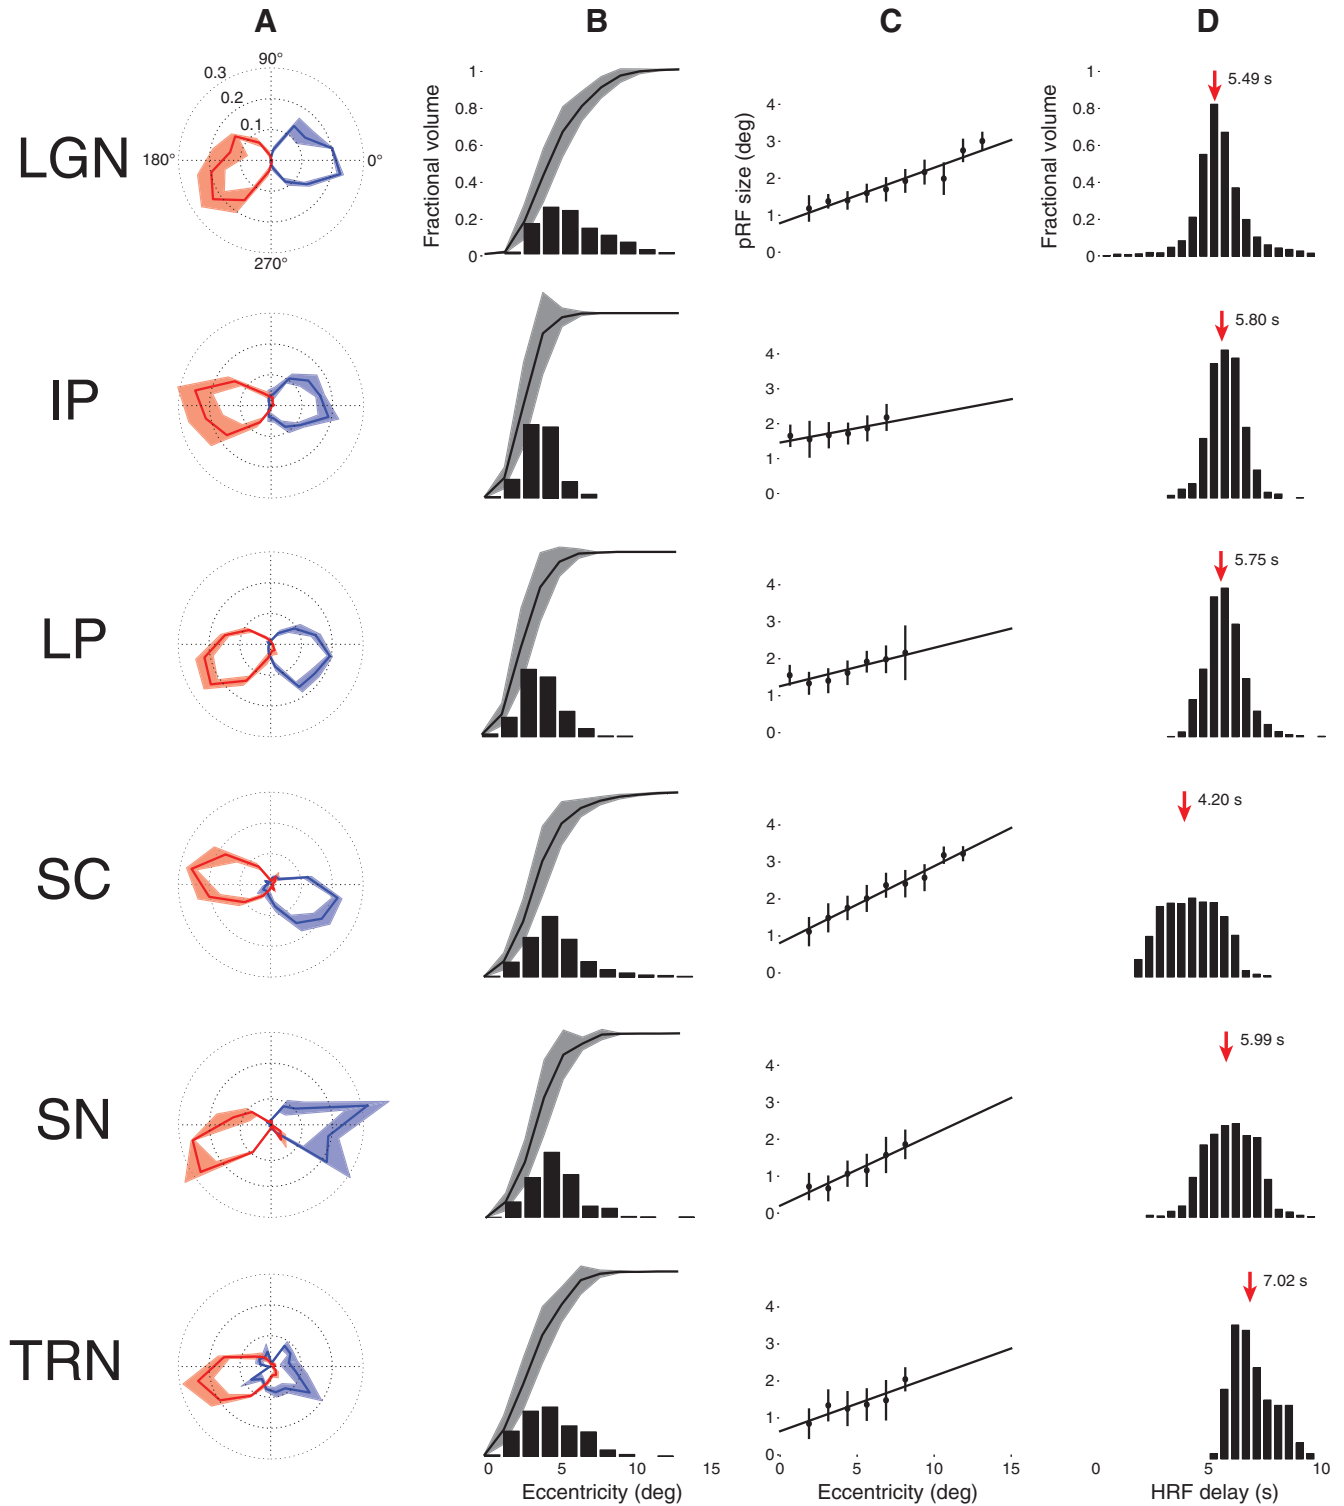 A B C D
LGN
90°
0.3
0.2
0.1
180° 0°
270°
Fractional volume
1
0.8
0.6
0.4
0.2
0
pRF size (deg)
4
3
2
1
0
Fractional volume
1
0.8
0.6
0.4
0.2
0
5.49 s
IP
4
3
2
1
0
5.80 s
LP
4
3
2
1
0
5.75 s
SC
4
3
2
1
0
4.20 s
SN
4
3
2
1
0
5.99 s
TRN
4
3
2
1
0
7.02 s
0 5 10 15
Eccentricity (deg)
0 5 10 15
Eccentricity (deg)
0 5 10
HRF delay (s)